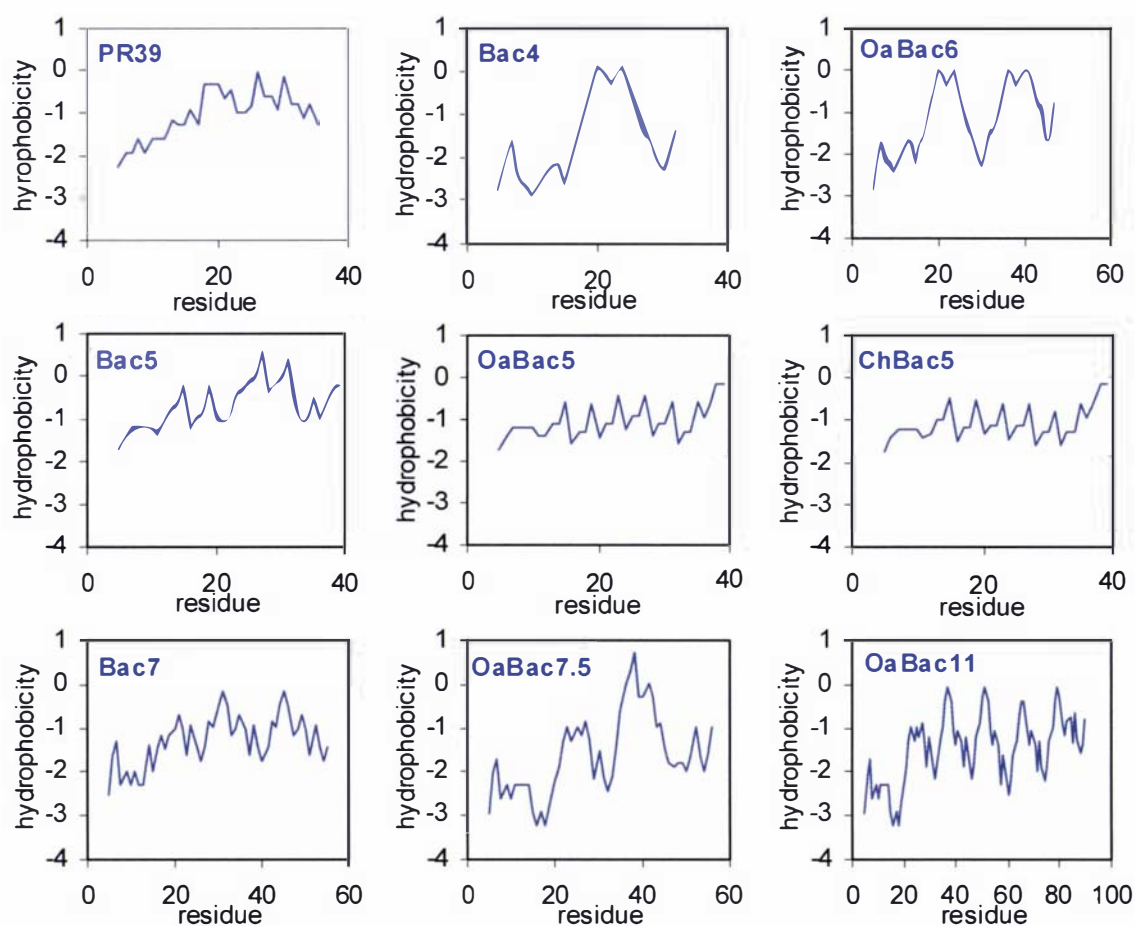 PR39
hyrophobicity
1
0
-1
-2
-3
-4
0 20 40
residue
Bac4
hydrophobicity
1
0
-1
-2
-3
-4
0 20 40
residue
OaBac6
hydrophobicity
1
0
-1
-2
-3
-4
0 20 40 60
residue
Bac5
hydrophobicity
1
0
-1
-2
-3
-4
0 20 40
residue
OaBac5
hydrophobicity
1
0
-1
-2
-3
-4
0 20 40
residue
ChBac5
hydrophobicity
1
0
-1
-2
-3
-4
0 20 40
residue
Bac7
hydrophobicity
1
0
-1
-2
-3
-4
0 20 40 60
residue
OaBac7.5
hydrophobicity
1
0
-1
-2
-3
-4
0 20 40 60
residue
OaBac11
hydrophobicity
1
0
-1
-2
-3
-4
0 20 40 60 80 100
residue